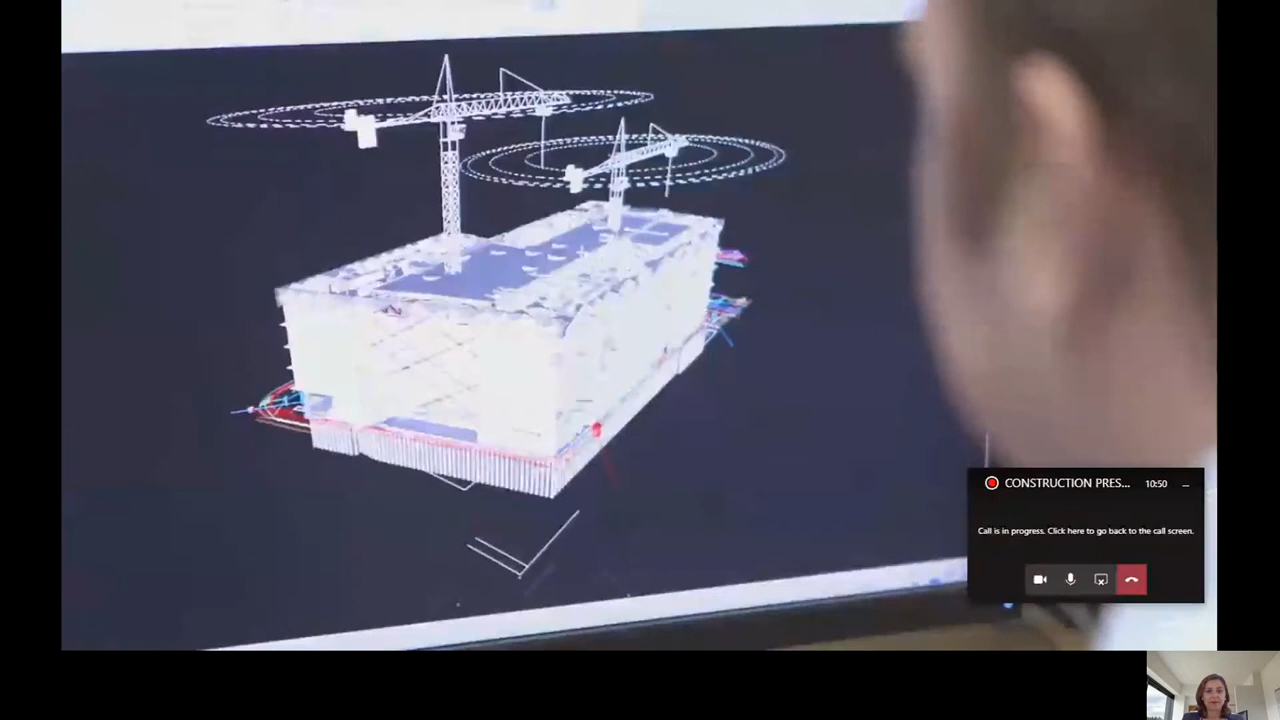 CONSTRUCTION PRES... 10:50
Call is in progress. Click here to go back to the call screen.